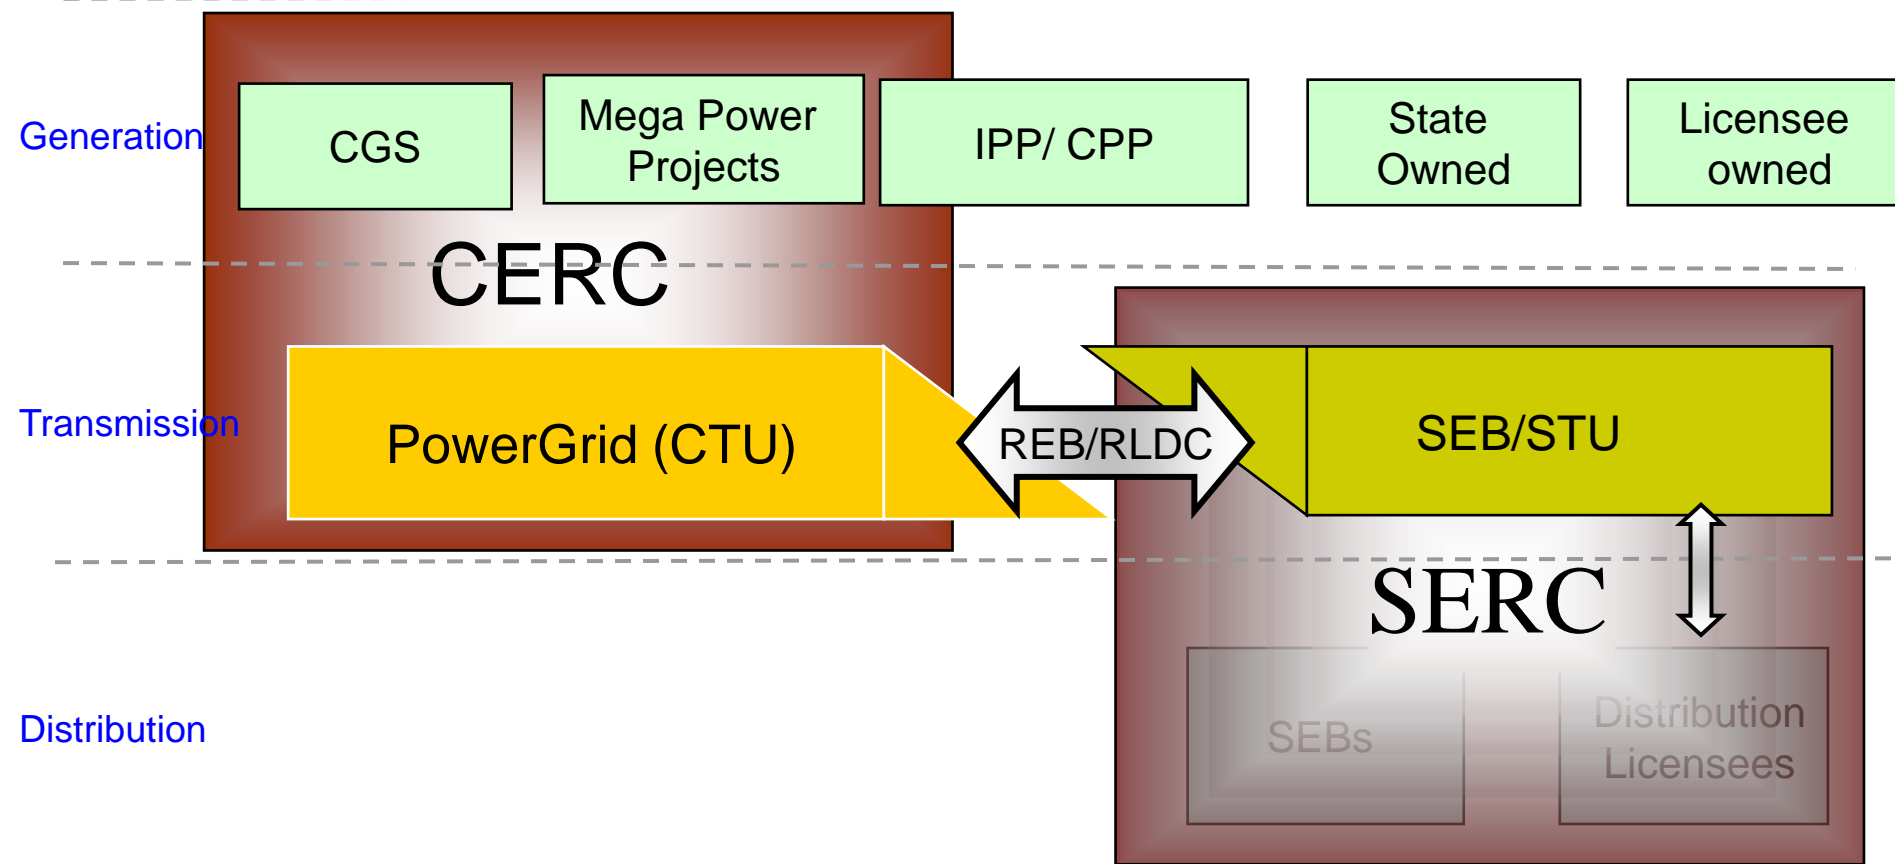 Generation
CGS
Mega Power
Projects
IPP/ CPP
State
Owned
Licensee
owned
CERC
Transmission
PowerGrid (CTU)
REB/RLDC
SEB/STU
SERC
Distribution
SEBs
Distribution
Licensees